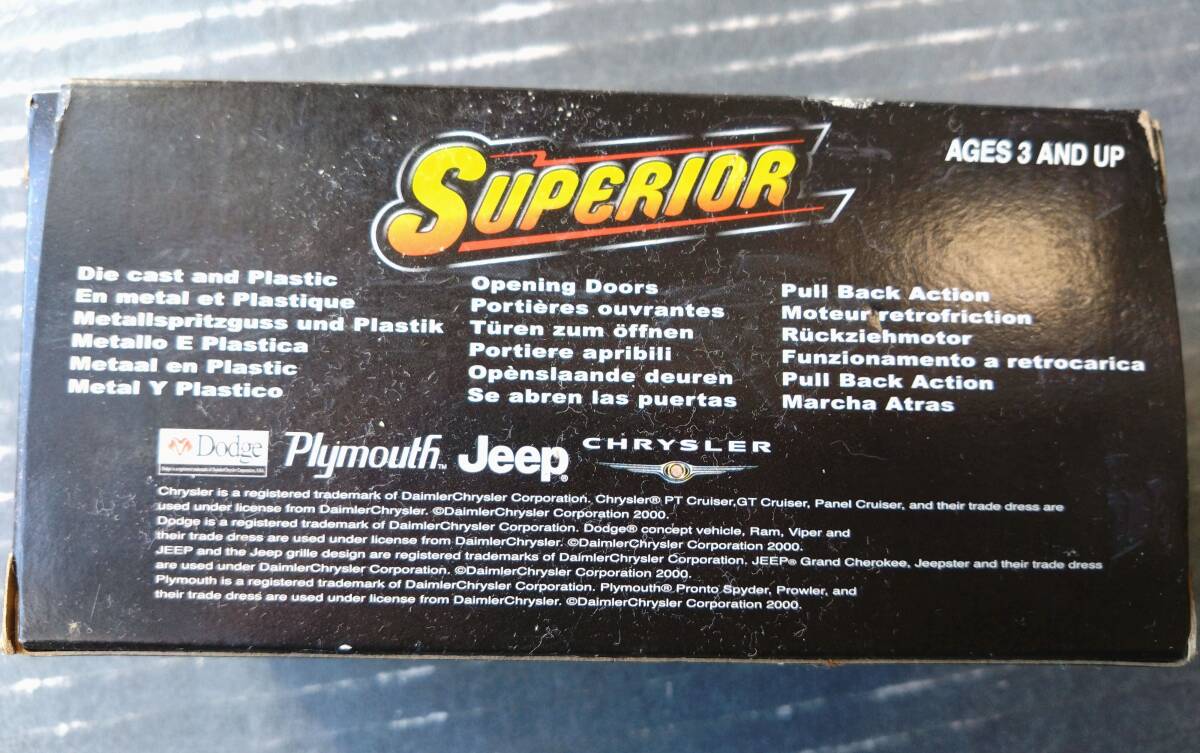 SUPERIOR
AGES 3 AND UP
Die cast and Plastic
En metal et Plastique
Metallspritzguss und Plastik
Metallo E Plastica
Metaal en Plastic
Metal Y Plastico
Opening Doors
Portières ouvrantes
Türen zum öffnen
Portiere apribili
Opènslaande deuren
Se abren las puertas
Pull Back Action
Moteur retrofriction
Rückziehmotor
Funzionamento a retrocarica
Pull Back Action
Marcha Atras
Dodge
Plymouth™
Jeep®
CHRYSLER
Chrysler is a registered trademark of DaimlerChrysler Corporation. Chrysler® PT Cruiser,GT Cruiser, Panel Cruiser, and their trade dress are
used under license from DaimlerChrysler. ©DaimlerChrysler Corporation 2000.
Dodge is a registered trademark of DaimlerChrysler Corporation. Dodge® concept vehicle, Ram, Viper and
their trade dress are used under license from DaimlerChrysler. ©DaimlerChrysler Corporation 2000.
JEEP and the Jeep grille design are registered trademarks of DaimlerChrysler Corporation. JEEP® Grand Cherokee, Jeepster and their trade dress
are used under DaimlerChrysler Corporation. ©DaimlerChrysler Corporation 2000.
Plymouth is a registered trademark of DaimlerChrysler Corporation. Plymouth® Pronto Spyder, Prowler, and
their trade dress are used under license from DaimlerChrysler. ©DaimlerChrysler Corporation 2000.